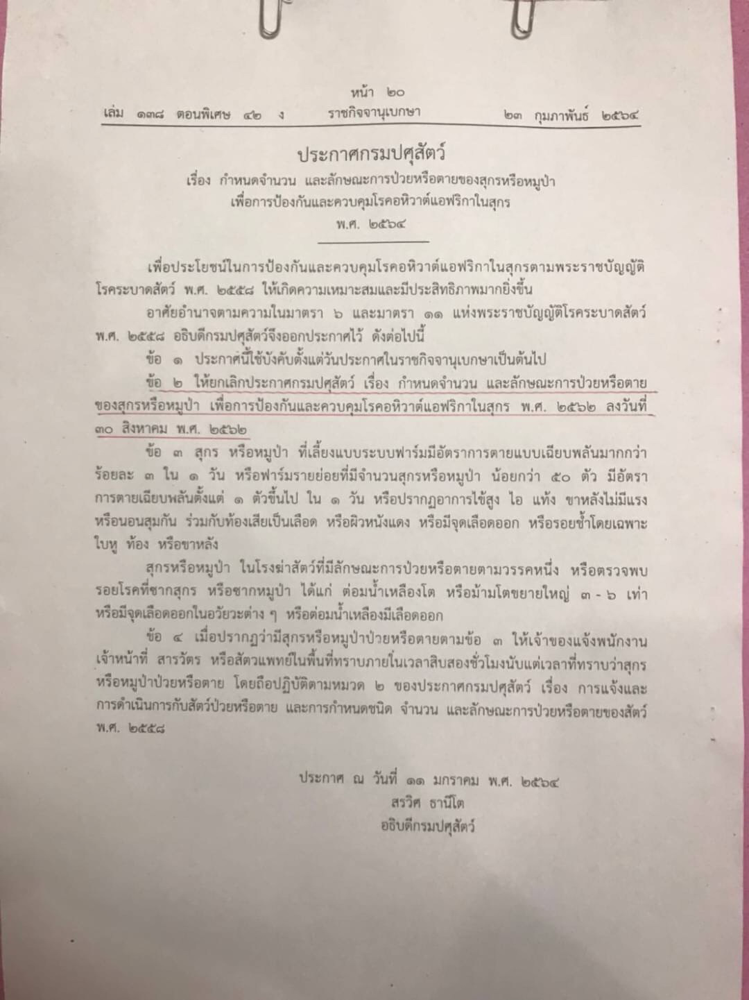 หน้า ๒๐
เล่ม ๑๓๘ ตอนพิเศษ ๔๒ ง ราชกิจจานุเบกษา ๒๓ กุมภาพันธ์ ๒๕๖๔
ประกาศกรมปศุสัตว์
เรื่อง กำหนดจำนวน และลักษณะการป่วยหรือตายของสุกรหรือหมูป่า
เพื่อการป้องกันและควบคุมโรคอหิวาต์แอฟริกาในสุกร
พ.ศ. ๒๕๖๔
เพื่อประโยชน์ในการป้องกันและควบคุมโรคอหิวาต์แอฟริกาในสุกรตามพระราชบัญญัติ
โรคระบาดสัตว์ พ.ศ. ๒๕๕๘ ให้เกิดความเหมาะสมและมีประสิทธิภาพมากยิ่งขึ้น
อาศัยอำนาจตามความในมาตรา ๖ และมาตรา ๑๑ แห่งพระราชบัญญัติโรคระบาดสัตว์
พ.ศ. ๒๕๕๘ อธิบดีกรมปศุสัตว์จึงออกประกาศไว้ ดังต่อไปนี้
ข้อ ๑ ประกาศนี้ใช้บังคับตั้งแต่วันประกาศในราชกิจจานุเบกษาเป็นต้นไป
ข้อ ๒ ให้ยกเลิกประกาศกรมปศุสัตว์ เรื่อง กำหนดจำนวน และลักษณะการป่วยหรือตาย
ของสุกรหรือหมูป่า เพื่อการป้องกันและควบคุมโรคอหิวาต์แอฟริกาในสุกร พ.ศ. ๒๕๖๒ ลงวันที่
๓๐ สิงหาคม พ.ศ. ๒๕๖๒
ข้อ ๓ สุกร หรือหมูป่า ที่เลี้ยงแบบระบบฟาร์มมีอัตราการตายแบบเฉียบพลันมากกว่า
ร้อยละ ๓ ใน ๑ วัน หรือฟาร์มรายย่อยที่มีจำนวนสุกรหรือหมูป่า น้อยกว่า ๕๐ ตัว มีอัตรา
การตายเฉียบพลันตั้งแต่ ๑ ตัวขึ้นไป ใน ๑ วัน หรือปรากฏอาการไข้สูง ไอ แท้ง ขาหลังไม่มีแรง
หรือนอนสุมกัน ร่วมกับท้องเสียเป็นเลือด หรือผิวหนังแดง หรือมีจุดเลือดออก หรือรอยช้ำโดยเฉพาะ
ใบหู ท้อง หรือขาหลัง
สุกรหรือหมูป่า ในโรงฆ่าสัตว์ที่มีลักษณะการป่วยหรือตายตามวรรคหนึ่ง หรือตรวจพบ
รอยโรคที่ซากสุกร หรือซากหมูป่า ได้แก่ ต่อมน้ำเหลืองโต หรือม้ามโตขยายใหญ่ ๓ - ๖ เท่า
หรือมีจุดเลือดออกในอวัยวะต่าง ๆ หรือต่อมน้ำเหลืองมีเลือดออก
ข้อ ๔ เมื่อปรากฏว่ามีสุกรหรือหมูป่าป่วยหรือตายตามข้อ ๓ ให้เจ้าของแจ้งพนักงาน
เจ้าหน้าที่ สารวัตร หรือสัตวแพทย์ในพื้นที่ทราบภายในเวลาสิบสองชั่วโมงนับแต่เวลาที่ทราบว่าสุกร
หรือหมูป่าป่วยหรือตาย โดยถือปฏิบัติตามหมวด ๒ ของประกาศกรมปศุสัตว์ เรื่อง การแจ้งและ
การดำเนินการกับสัตว์ป่วยหรือตาย และการกำหนดชนิด จำนวน และลักษณะการป่วยหรือตายของสัตว์
พ.ศ. ๒๕๕๘
ประกาศ ณ วันที่ ๑๑ มกราคม พ.ศ. ๒๕๖๔
สรวิศ ธานีโต
อธิบดีกรมปศุสัตว์